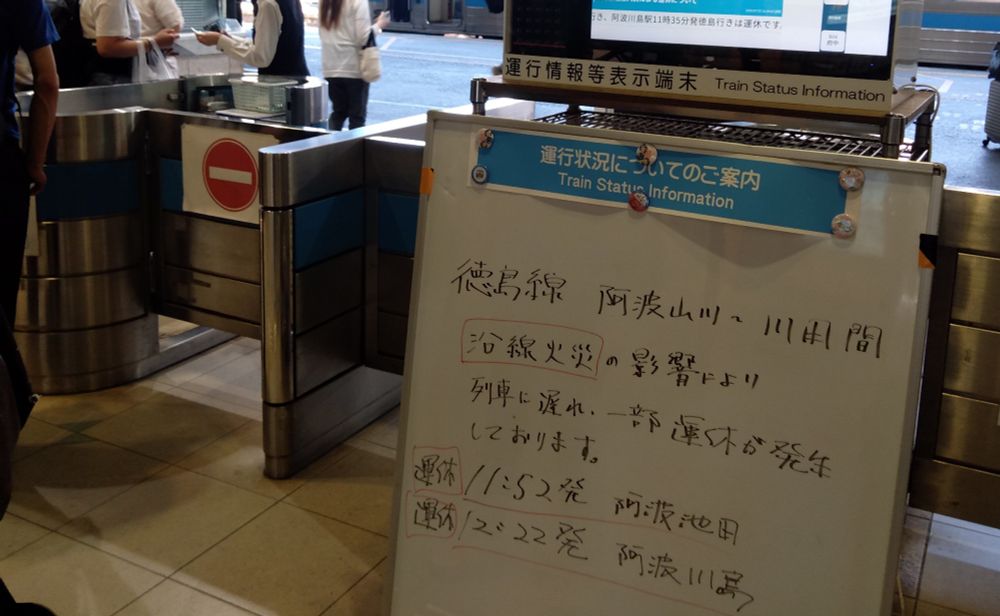 行き、阿波川島駅11時35分発徳島行きは運休です。
運行情報等表示端末 Train Status Information
運行状況についてのご案内
Train Status Information
徳島線 阿波山川~川田間
沿線火災の影響により
列車に遅れ、一部運休が発生
しております。
運休 11:52発 阿波池田
運休 12:22発 阿波川島